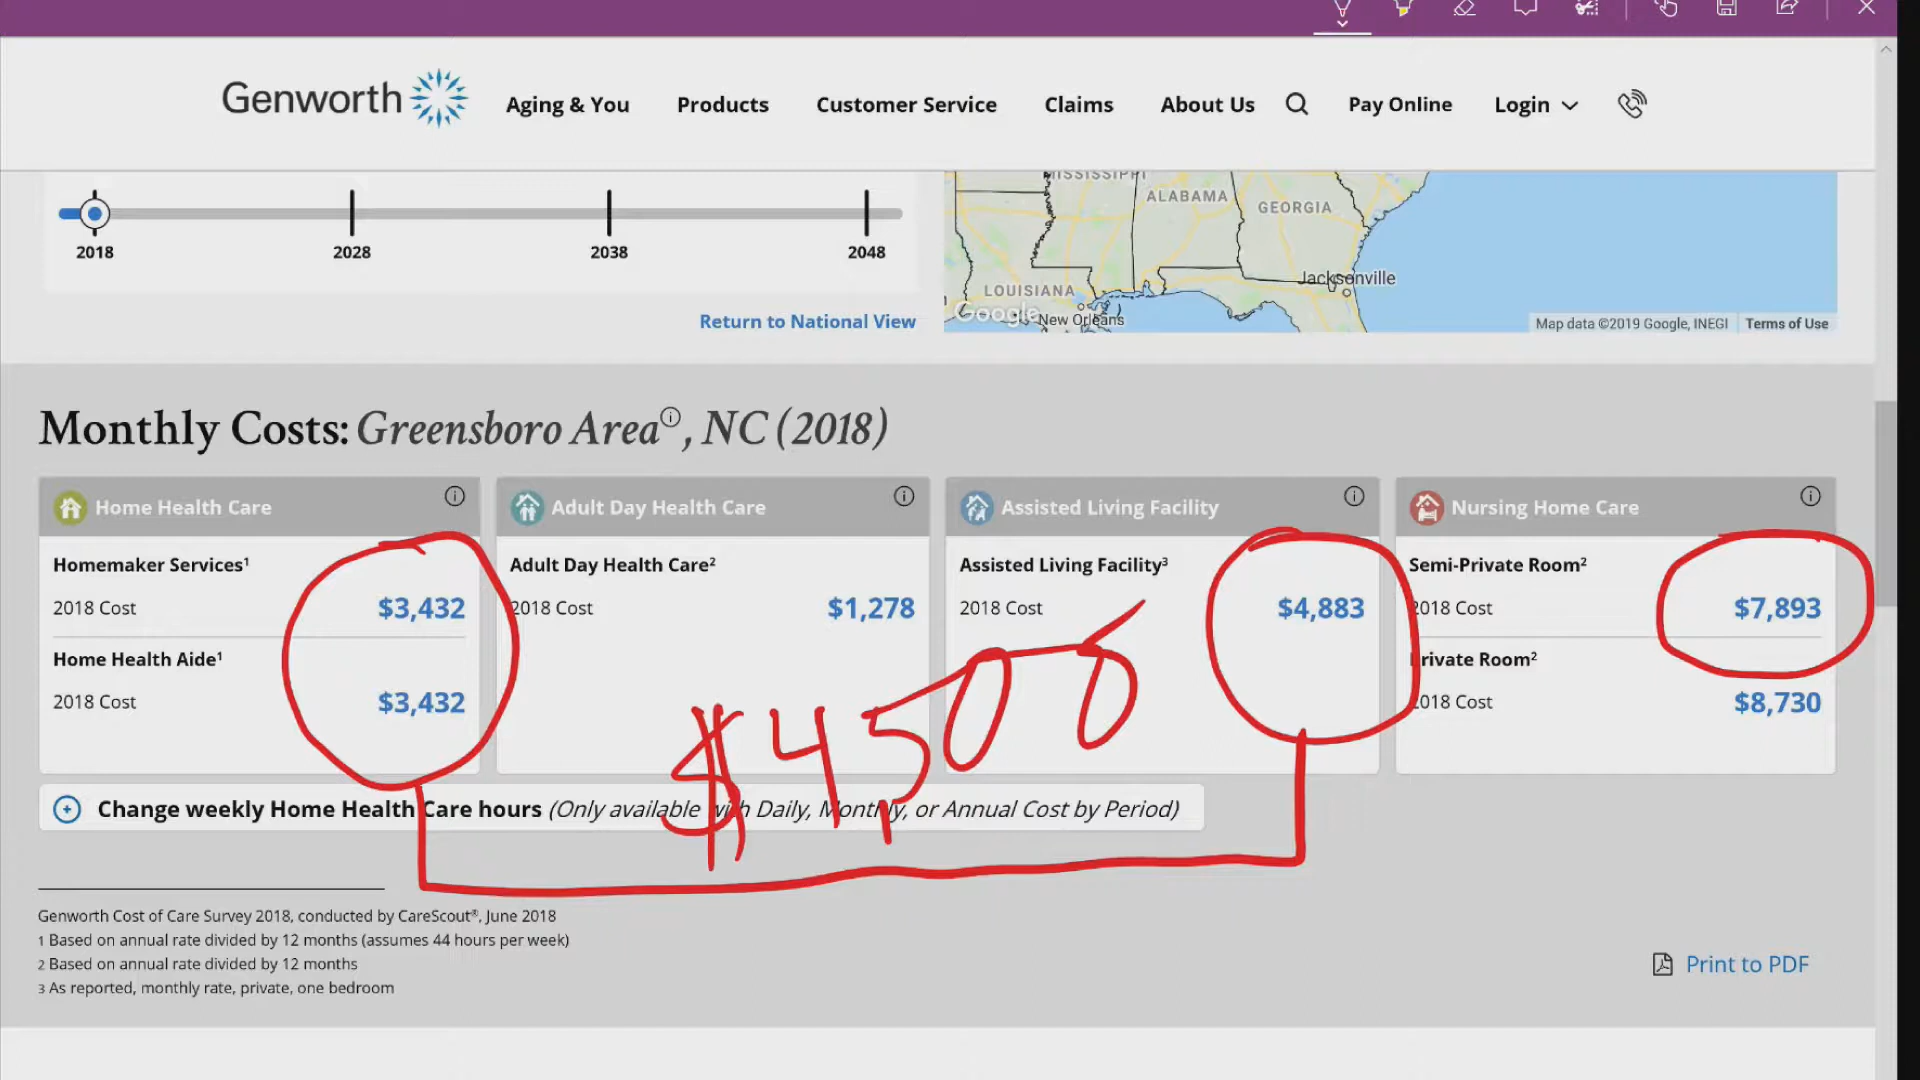 Genworth Aging & You Products Customer Service Claims About Us Pay Online Login
MISSISSIPPI
ALABAMA
GEORGIA
2018 2028 2038 2048
Jacksonville
LOUISIANA
Google
New Orleans
Return to National View
Map data ©2019 Google, INEGI Terms of Use
Monthly Costs: Greensboro Area, NC (2018)
Home Health Care
Homemaker Services¹
2018 Cost $3,432
Home Health Aide¹
2018 Cost $3,432
Adult Day Health Care
Adult Day Health Care²
2018 Cost $1,278
Assisted Living Facility
Assisted Living Facility³
2018 Cost $4,883
Nursing Home Care
Semi-Private Room²
2018 Cost $7,893
Private Room²
2018 Cost $8,730
$4,500
Change weekly Home Health Care hours (Only available with Daily, Monthly, or Annual Cost by Period)
Genworth Cost of Care Survey 2018, conducted by CareScout®, June 2018
1 Based on annual rate divided by 12 months (assumes 44 hours per week)
2 Based on annual rate divided by 12 months
3 As reported, monthly rate, private, one bedroom
Print to PDF